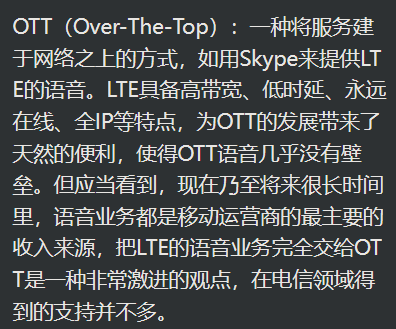 OTT（Over-The-Top）：一种将服务建
于网络之上的方式，如用Skype来提供LT
E的语音。LTE具备高带宽、低时延、永远
在线、全IP等特点，为OTT的发展带来了
天然的便利，使得OTT语音几乎没有壁
垒。但应当看到，现在乃至将来很长时间
里，语音业务都是移动运营商的最主要的
收入来源，把LTE的语音业务完全交给OT
T是一种非常激进的观点，在电信领域得
到的支持并不多。